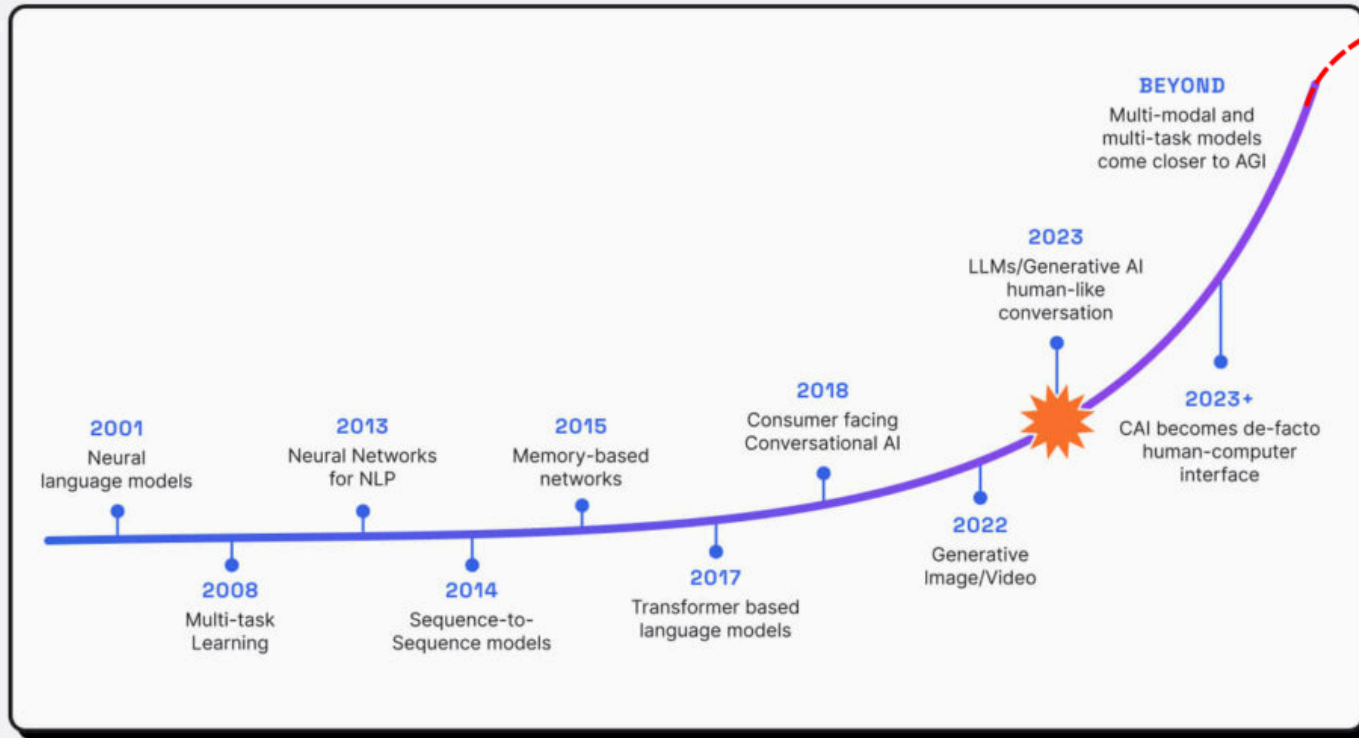 2001
Neural
language models
2008
Multi-task
Learning
2013
Neural Networks
for NLP
2014
Sequence-to-
Sequence models
2015
Memory-based
networks
2017
Transformer based
language models
2018
Consumer facing
Conversational AI
2022
Generative
Image/Video
2023
LLMs/Generative AI
human-like
conversation
2023+
CAI becomes de-facto
human-computer
interface
BEYOND
Multi-modal and
multi-task models
come closer to AGI